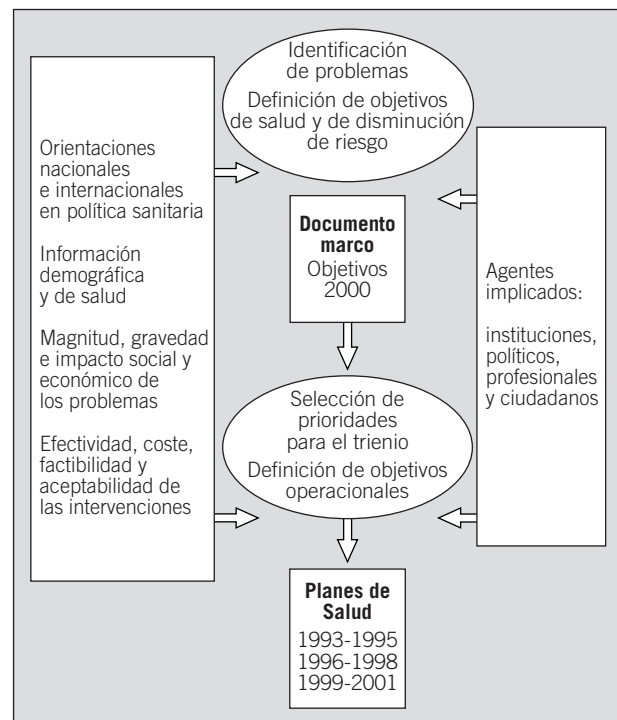 Identificación
de problemas
Definición de objetivos
de salud y de disminución
de riesgo
Orientaciones
nacionales
e internacionales
en política sanitaria
Información
demográfica
y de salud
Magnitud, gravedad
e impacto social y
económico de
los problemas
Efectividad, coste,
factibilidad y
aceptabilidad de
las intervenciones
Documento
marco
Objetivos
2000
Agentes
implicados:
instituciones,
políticos,
profesionales
y ciudadanos
Selección de
prioridades
para el trienio
Definición de objetivos
operacionales
Planes de
Salud
1993-1995
1996-1998
1999-2001